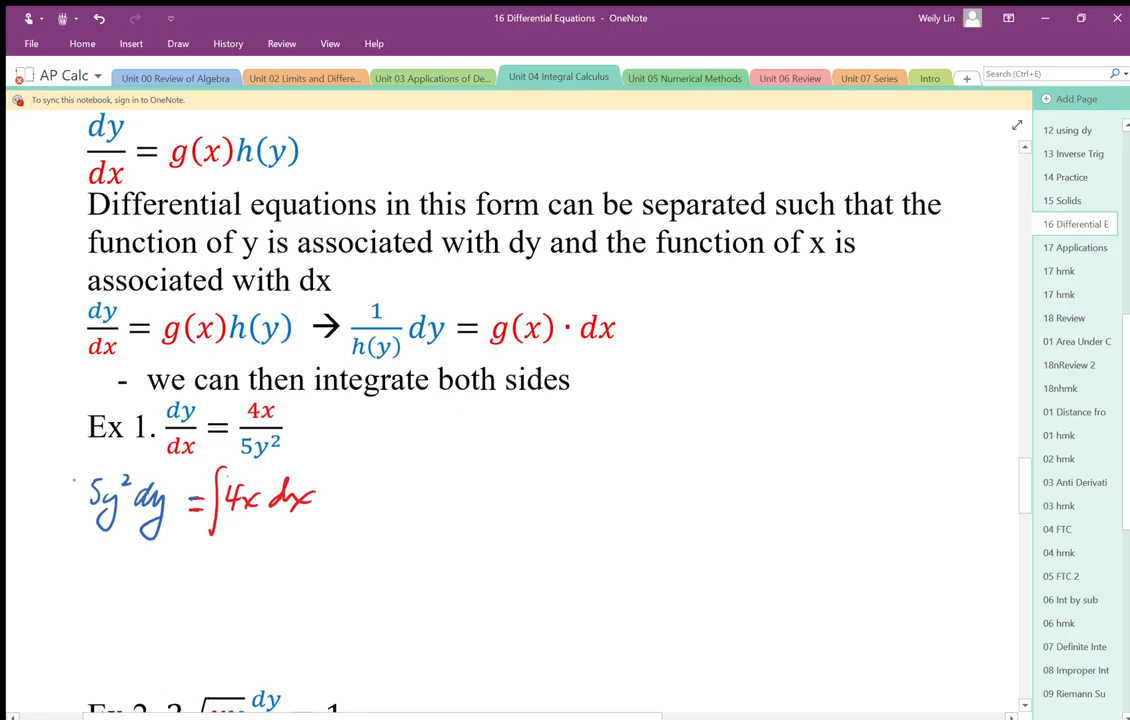 16 Differential Equations - OneNote
Weily Lin
File Home Insert Draw History Review View Help
AP Calc
Unit 00 Review of Algebra
Unit 02 Limits and Differe...
Unit 03 Applications of De...
Unit 04 Integral Calculus
Unit 05 Numerical Methods
Unit 06 Review
Unit 07 Series
Intro
+
Search (Ctrl+E)
To sync this notebook, sign in to OneNote.
Add Page
dy/dx = g(x)h(y)
Differential equations in this form can be separated such that the
function of y is associated with dy and the function of x is
associated with dx
dy/dx = g(x)h(y) → 1/h(y) dy = g(x) · dx
- we can then integrate both sides
Ex 1. dy/dx = 4x/5y²
5y² dy = ∫4x dx
12 using dy
13 Inverse Trig
14 Practice
15 Solids
16 Differential E
17 Applications
17 hmk
17 hmk
18 Review
01 Area Under C
18nReview 2
18nhmk
01 Distance fro
01 hmk
02 hmk
03 Anti Derivati
03 hmk
04 FTC
04 hmk
05 FTC 2
06 Int by sub
06 hmk
07 Definite Inte
08 Improper Int
09 Riemann Su